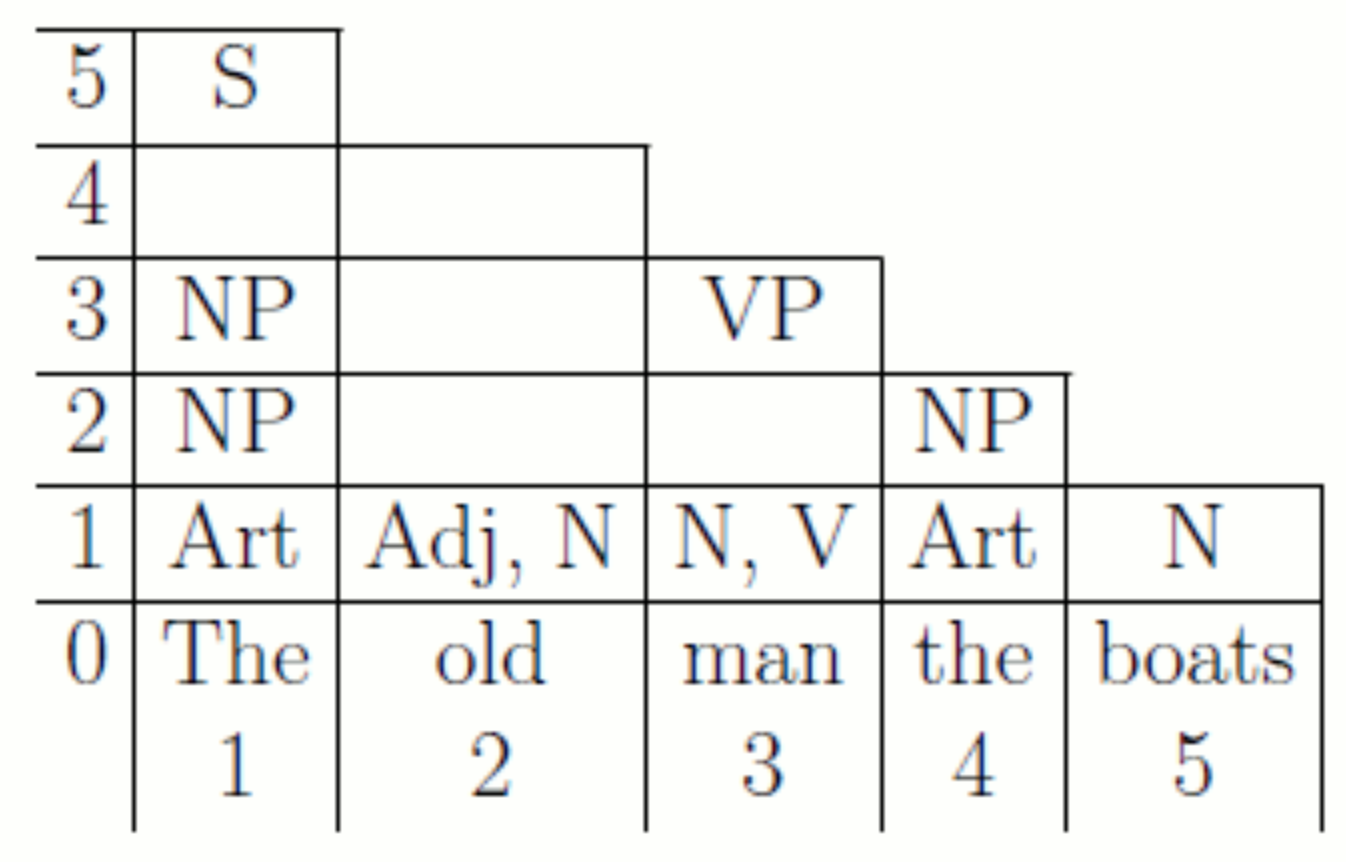 5 S
4
3 NP VP
2 NP NP
1 Art Adj, N N, V Art N
0 The old man the boats
1 2 3 4 5